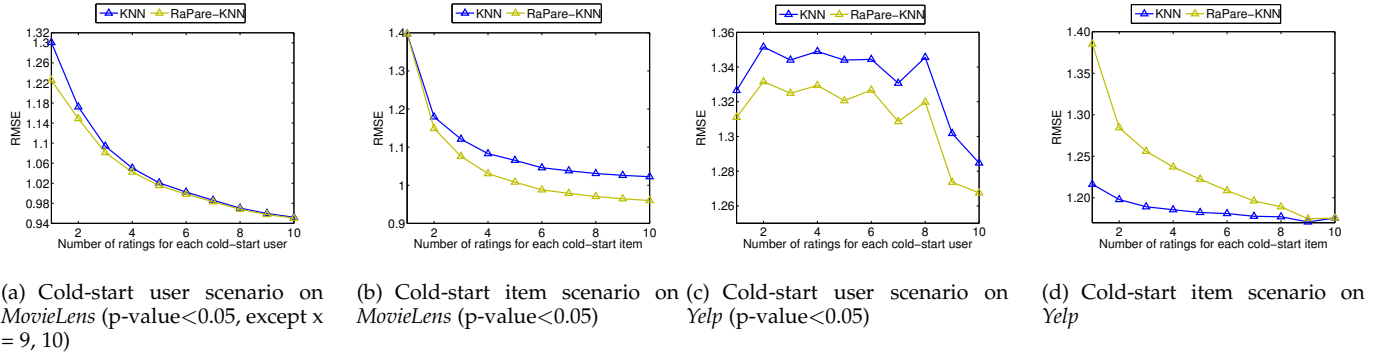 KNN RaPare−KNN
1.32
1.3
1.26
1.22
1.18
1.14
1.1
1.06
1.02
0.98
0.94
RMSE
2 4 6 8 10
Number of ratings for each cold−start user
KNN RaPare−KNN
1.4
1.3
1.2
1.1
1
0.9
RMSE
2 4 6 8 10
Number of ratings for each cold−start item
KNN RaPare−KNN
1.36
1.34
1.32
1.3
1.28
1.26
RMSE
2 4 6 8 10
Number of ratings for each cold−start user
KNN RaPare−KNN
1.40
1.35
1.30
1.25
1.20
RMSE
2 4 6 8 10
Number of ratings for each cold−start item
(a) Cold-start user scenario on
MovieLens (p-value<0.05, except x
= 9, 10)
(b) Cold-start item scenario on
MovieLens (p-value<0.05)
(c) Cold-start user scenario on
Yelp (p-value<0.05)
(d) Cold-start item scenario on
Yelp